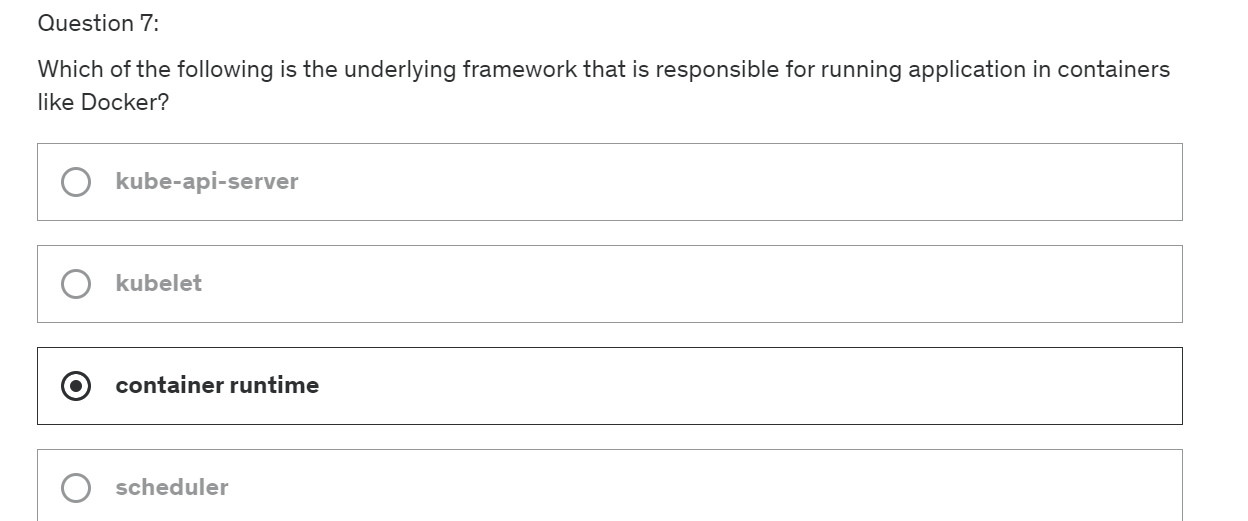 Question 7:
Which of the following is the underlying framework that is responsible for running application in containers
like Docker?
kube-api-server
kubelet
container runtime
scheduler